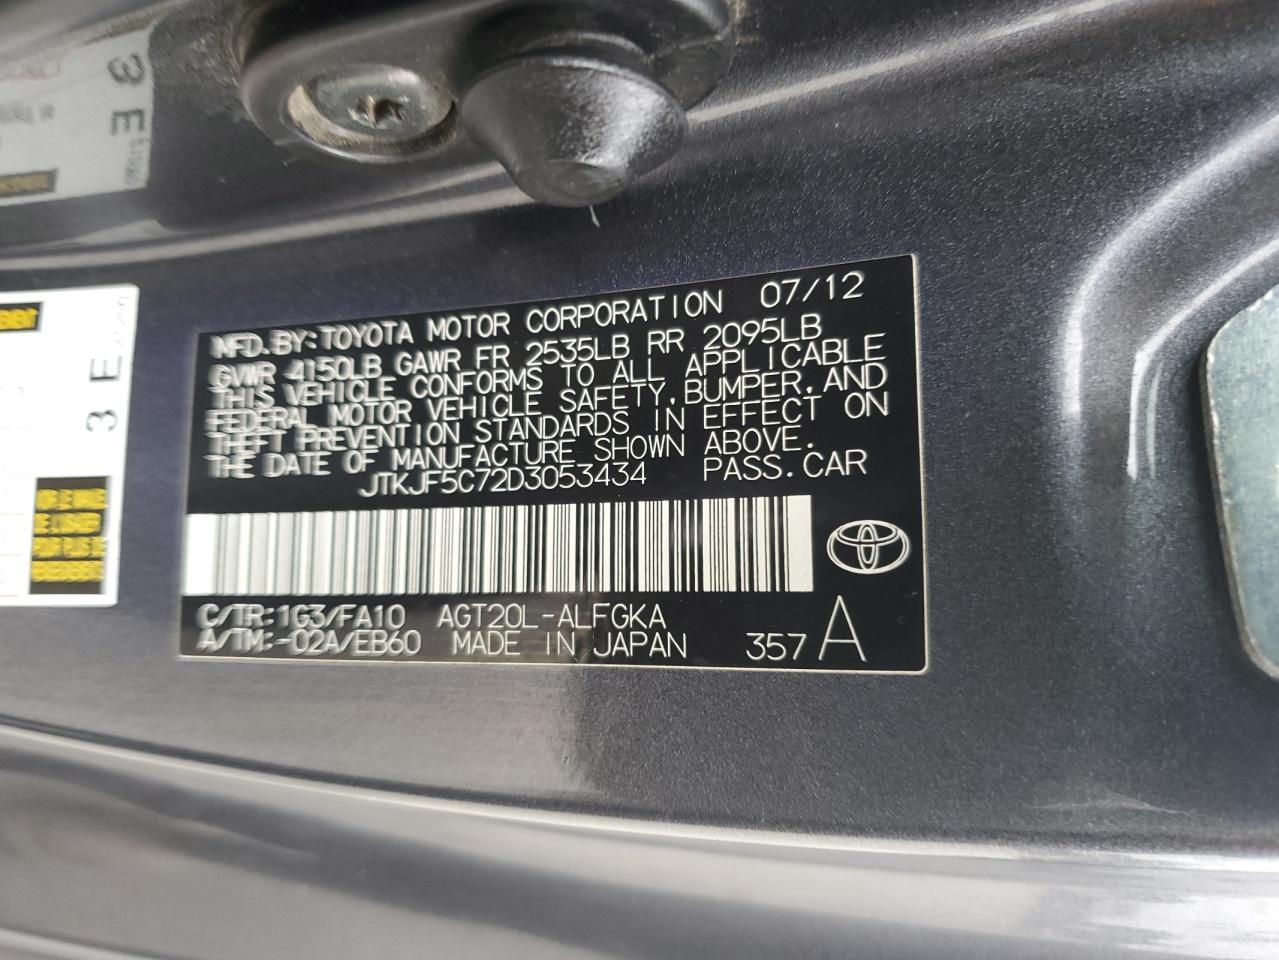 MFD.BY:TOYOTA MOTOR CORPORATION 07/12
GVWR 4150LB GAWR FR 2535LB RR 2095LB
THIS VEHICLE CONFORMS TO ALL APPLICABLE
FEDERAL MOTOR VEHICLE SAFETY,BUMPER,AND
THEFT PREVENTION STANDARDS IN EFFECT ON
THE DATE OF MANUFACTURE SHOWN ABOVE.
JTKJF5C72D3053434 PASS.CAR
C/TR:1G3/FA10 AGT20L-ALFGKA
A/TM:-02A/EB60 MADE IN JAPAN 357 A
3 E
3 E